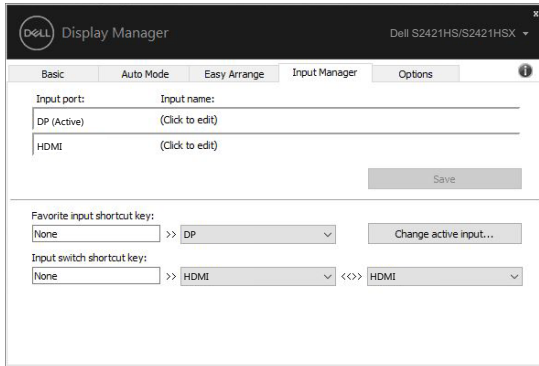 x
DELL Display Manager
Dell S2421HS/S2421HSX
Basic Auto Mode Easy Arrange Input Manager Options i
Input port: Input name:
DP (Active) (Click to edit)
HDMI (Click to edit)
Save
Favorite input shortcut key:
None >> DP Change active input...
Input switch shortcut key:
None >> HDMI <<>> HDMI